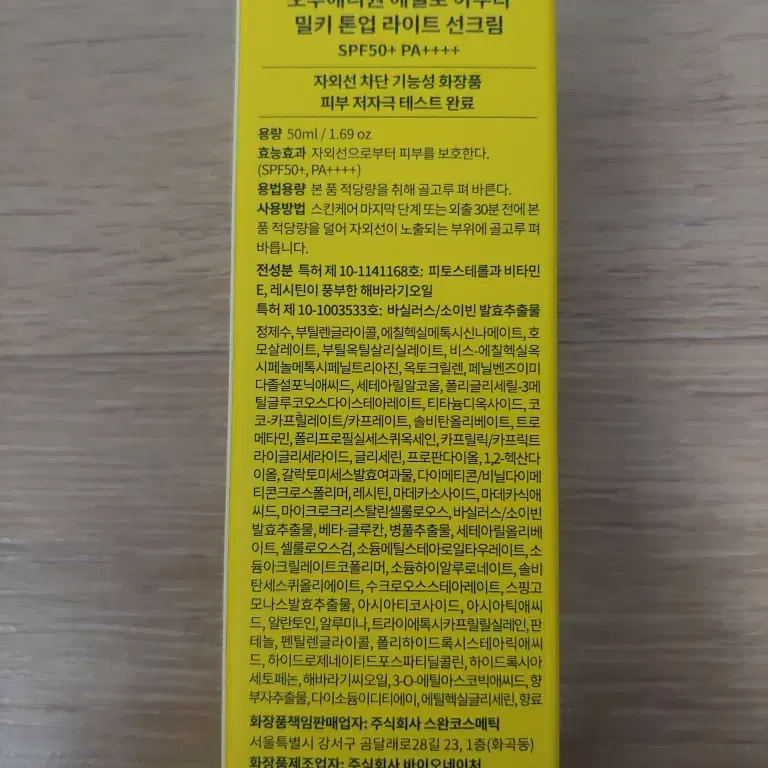 밀키 톤업 라이트 선크림
SPF50+ PA++++
자외선 차단 기능성 화장품
피부 저자극 테스트 완료
용량 50ml / 1.69 oz
효능효과 자외선으로부터 피부를 보호한다.
(SPF50+, PA++++)
용법용량 본 품 적당량을 취해 골고루 펴 바른다.
사용방법 스킨케어 마지막 단계 또는 외출 30분 전에 본
품 적당량을 덜어 자외선이 노출되는 부위에 골고루 펴
바릅니다.
전성분 특허 제 10-1141168호: 피토스테롤과 비타민
E, 레시틴이 풍부한 해바라기오일
특허 제 10-1003533호: 바실러스/소이빈 발효추출물
정제수, 부틸렌글라이콜, 에칠헥실메톡시신나메이트, 호
모살레이트, 부틸옥틸살리실레이트, 비스-에칠헥실옥
시페놀메톡시페닐트리아진, 옥토크릴렌, 페닐벤즈이미
다졸설포닉애씨드, 세테아릴알코올, 폴리글리세릴-3메
틸글루코오스다이스테아레이트, 티타늄디옥사이드, 코
코-카프릴레이트/카프레이트, 솔비탄올리베이트, 트로
메타민, 폴리프로필실세스퀴옥세인, 카프릴릭/카프릭트
라이글리세라이드, 글리세린, 프로판다이올, 1,2-헥산다
이올, 갈락토미세스발효여과물, 다이메티콘/비닐다이메
티콘크로스폴리머, 레시틴, 마데카소사이드, 마데카식애
씨드, 마이크로크리스탈린셀룰로오스, 바실러스/소이빈
발효추출물, 베타-글루칸, 병풀추출물, 세테아릴올리베
이트, 셀룰로오스검, 소듐메틸스테아로일타우레이트, 소
듐아크릴레이트코폴리머, 소듐하이알루로네이트, 솔비
탄세스퀴올리에이트, 수크로오스스테아레이트, 스핑고
모나스발효추출물, 아시아티코사이드, 아시아틱애씨
드, 알란토인, 알루미나, 트라이에톡시카프릴릴실레인, 판
테놀, 펜틸렌글라이콜, 폴리하이드록시스테아릭애씨
드, 하이드로제네이티드포스파티딜콜린, 하이드록시아
세토페논, 해바라기씨오일, 3-O-에틸아스코빅애씨드, 향
부자추출물, 다이소듐이디티에이, 에틸헥실글리세린, 향료
화장품책임판매업자: 주식회사 스완코스메틱
서울특별시 강서구 곰달래로28길 23, 1층(화곡동)
화장품제조업자: 주식회사 바이오네이처